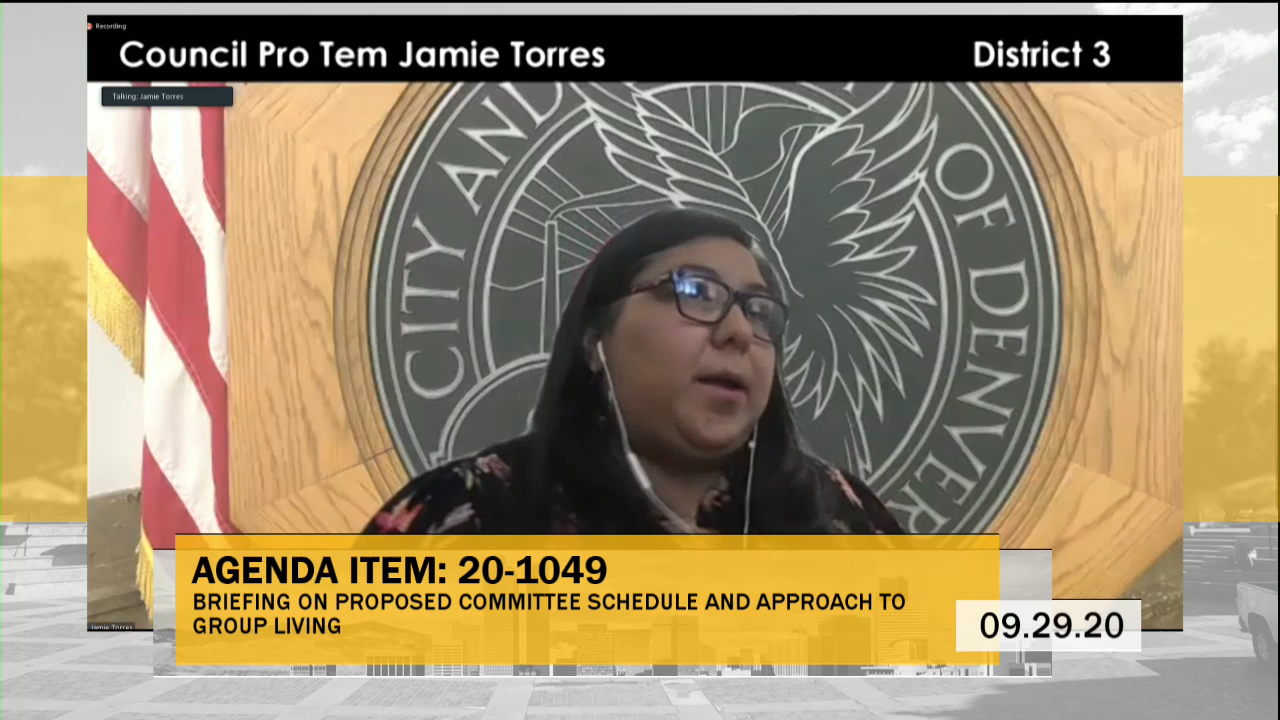 Recording
Council Pro Tem Jamie Torres
District 3
Talking: Jamie Torres
CITY AND
OF DENVER
AGENDA ITEM: 20-1049
BRIEFING ON PROPOSED COMMITTEE SCHEDULE AND APPROACH TO
GROUP LIVING
09.29.20
Jamie Torres